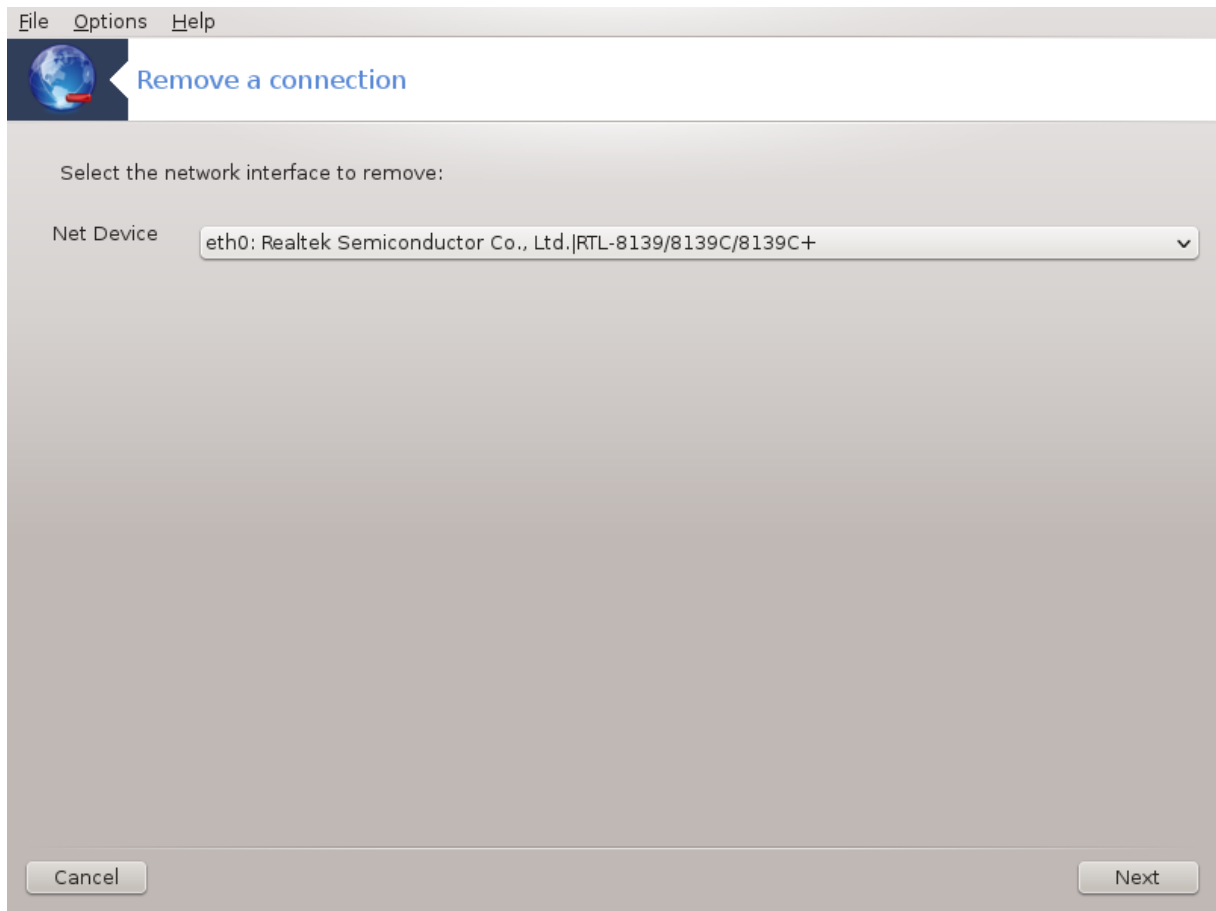 File Options Help
Remove a connection
Select the network interface to remove:
Net Device
eth0: Realtek Semiconductor Co., Ltd.|RTL-8139/8139C/8139C+
Cancel
Next